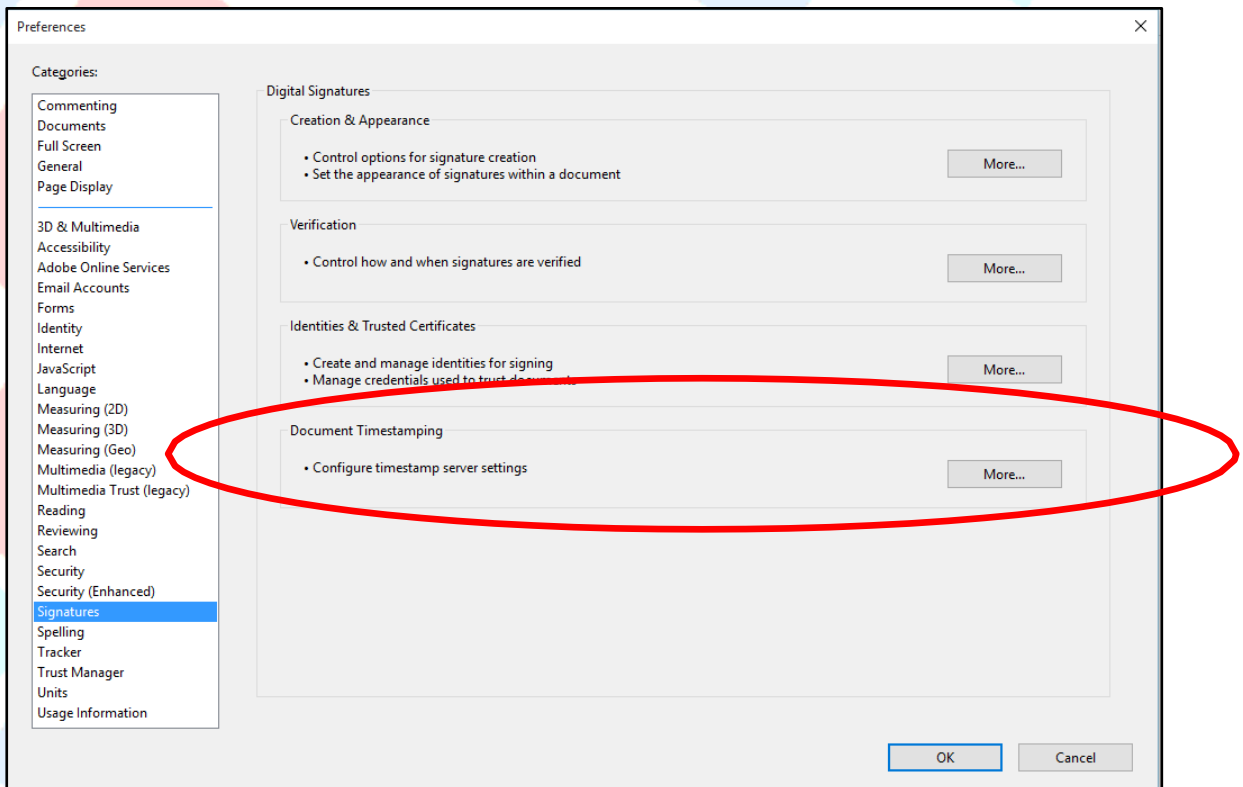 Preferences
Categories:
Commenting
Documents
Full Screen
General
Page Display
3D & Multimedia
Accessibility
Adobe Online Services
Email Accounts
Forms
Identity
Internet
JavaScript
Language
Measuring (2D)
Measuring (3D)
Measuring (Geo)
Multimedia (legacy)
Multimedia Trust (legacy)
Reading
Reviewing
Search
Security
Security (Enhanced)
Signatures
Spelling
Tracker
Trust Manager
Units
Usage Information
Digital Signatures
Creation & Appearance
• Control options for signature creation
• Set the appearance of signatures within a document
More...
Verification
• Control how and when signatures are verified
More...
Identities & Trusted Certificates
• Create and manage identities for signing
• Manage credentials used to trust documents
More...
Document Timestamping
• Configure timestamp server settings
More...
OK
Cancel